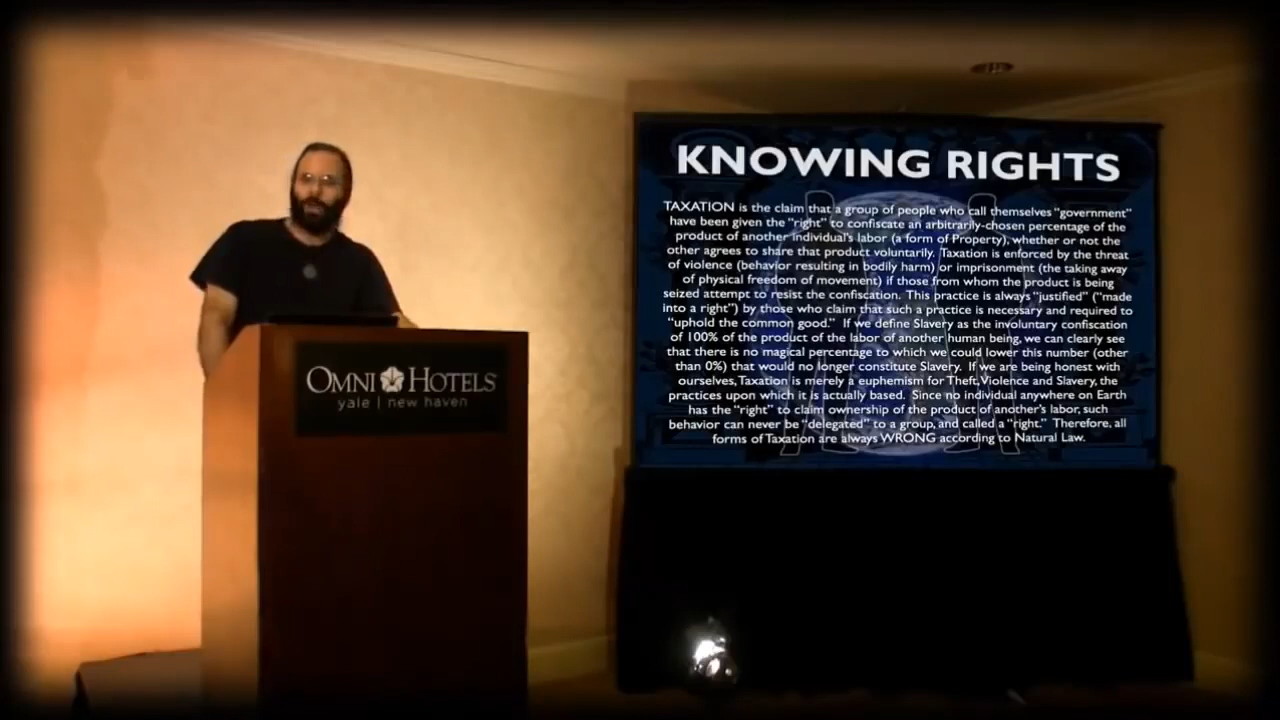 OMNI HOTELS
yale | new haven
KNOWING RIGHTS
TAXATION is the claim that a group of people who call themselves "government"
have been given the "right" to confiscate an arbitrarily-chosen percentage of the
product of another individual's labor (a form of Property), whether or not the
other agrees to share that product voluntarily. Taxation is enforced by the threat
of violence (behavior resulting in bodily harm) or imprisonment (the taking away
of physical freedom of movement) if those from whom the product is being
seized attempt to resist the confiscation. This practice is always "justified" ("made
into a right") by those who claim that such a practice is necessary and required to
"uphold the common good." If we define Slavery as the involuntary confiscation
of 100% of the product of the labor of another human being, we can clearly see
that there is no magical percentage to which we could lower this number (other
than 0%) that would no longer constitute Slavery. If we are being honest with
ourselves, Taxation is merely a euphemism for Theft, Violence and Slavery, the
practices upon which it is actually based. Since no individual anywhere on Earth
has the "right" to claim ownership of the product of another's labor, such
behavior can never be "delegated" to a group, and called a "right." Therefore, all
forms of Taxation are always WRONG according to Natural Law.